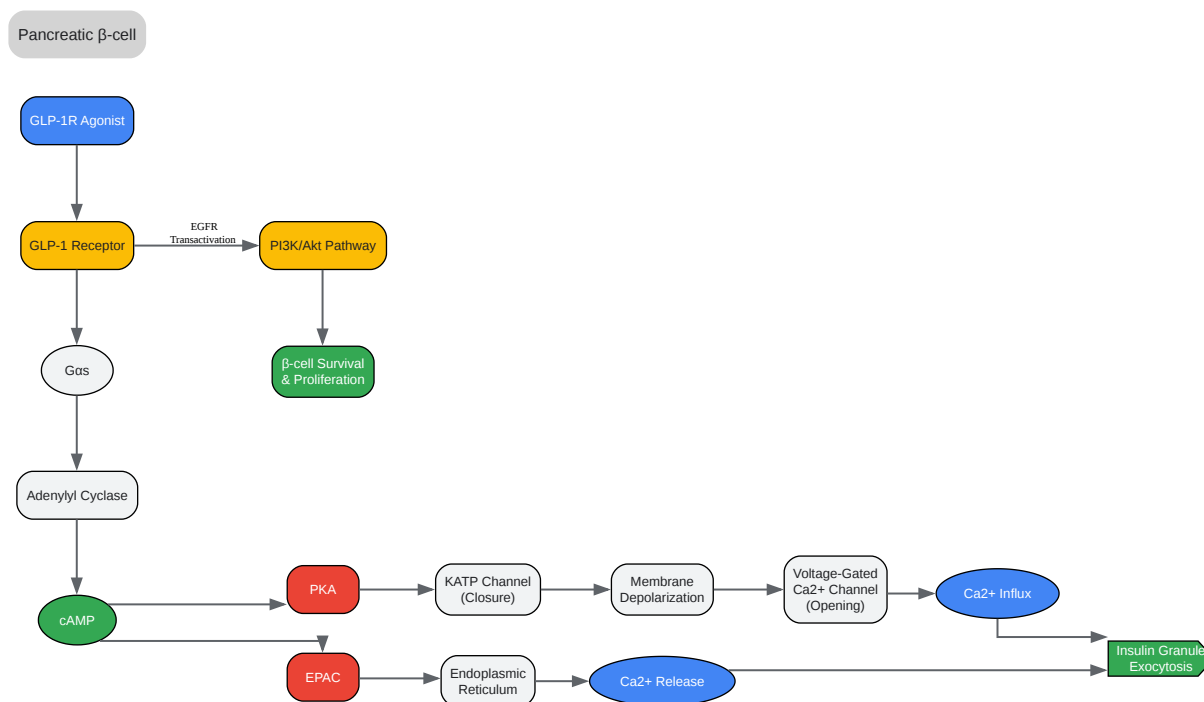 Pancreatic β-cell
GLP-1R Agonist
GLP-1 Receptor
EGFR
Transactivation
PI3K/Akt Pathway
Gαs
β-cell Survival
& Proliferation
Adenylyl Cyclase
cAMP
PKA
KATP Channel
(Closure)
Membrane
Depolarization
Voltage-Gated
Ca2+ Channel
(Opening)
Ca2+ Influx
EPAC
Endoplasmic
Reticulum
Ca2+ Release
Insulin Granule
Exocytosis